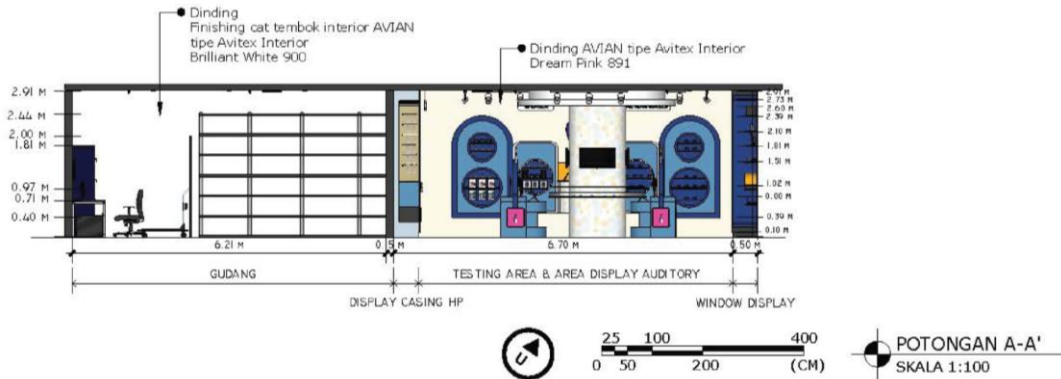 Dinding
Finishing cat tembok interior AVIAN
tipe Avitex Interior
Brilliant White 900
Dinding AVIAN tipe Avitex Interior
Dream Pink 891
2.91 M
2.44 M
2.00 M
1.81 M
0.97 M
0.71 M
0.40 M
2.73 M
2.60 M
2.39 M
2.10 M
1.81 M
1.51 M
1.02 M
0.39 M
0.10 M
6.21 M
0.15 M
6.70 M
0.50 M
GUDANG
TESTING AREA & AREA DISPLAY AUDITORY
DISPLAY CASING HP
WINDOW DISPLAY
U
25 100 400
0 50 200 (CM)
POTONGAN A-A'
SKALA 1:100